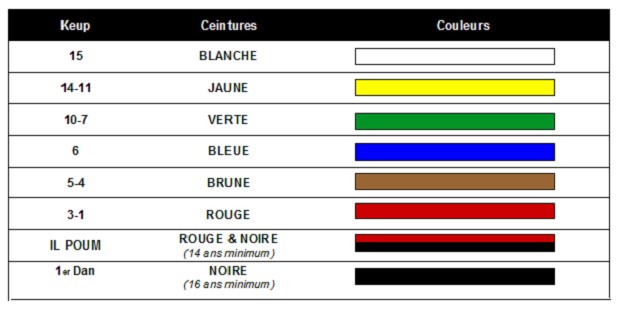 Keup Ceintures Couleurs
15 BLANCHE
14-11 JAUNE
10-7 VERTE
6 BLEUE
5-4 BRUNE
3-1 ROUGE
IL POUM ROUGE & NOIRE
(14 ans minimum)
1er Dan NOIRE
(16 ans minimum)